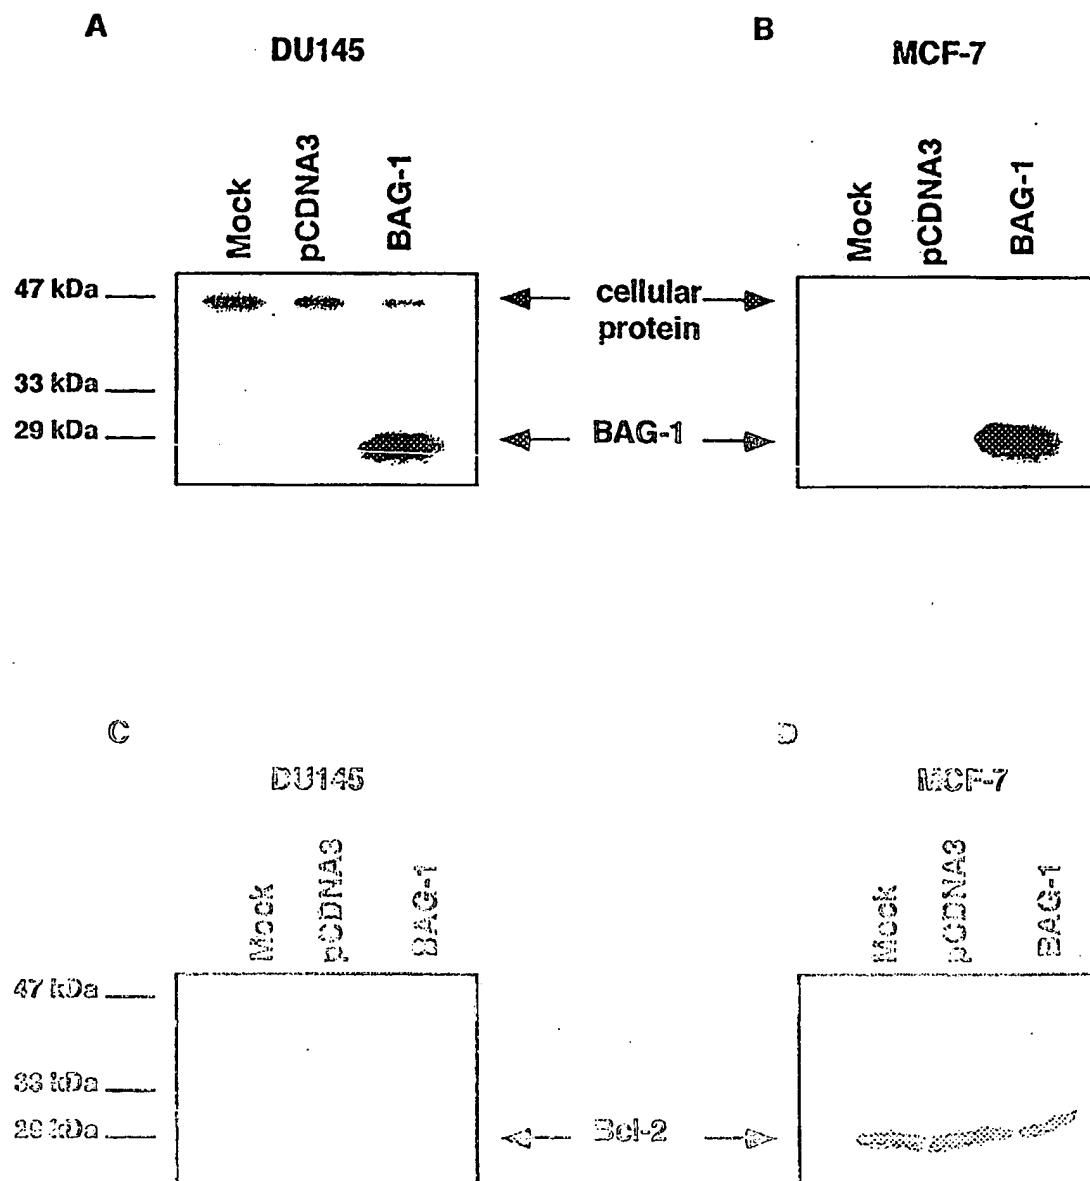 A
DU145
Mock
pCDNA3
BAG-1
47 kDa
33 kDa
29 kDa
cellular
protein
BAG-1
B
MCF-7
Mock
pCDNA3
BAG-1
C
DU145
Mock
pCDNA3
BAG-1
47 kDa
33 kDa
29 kDa
Bcl-2
D
MCF-7
Mock
pCDNA3
BAG-1